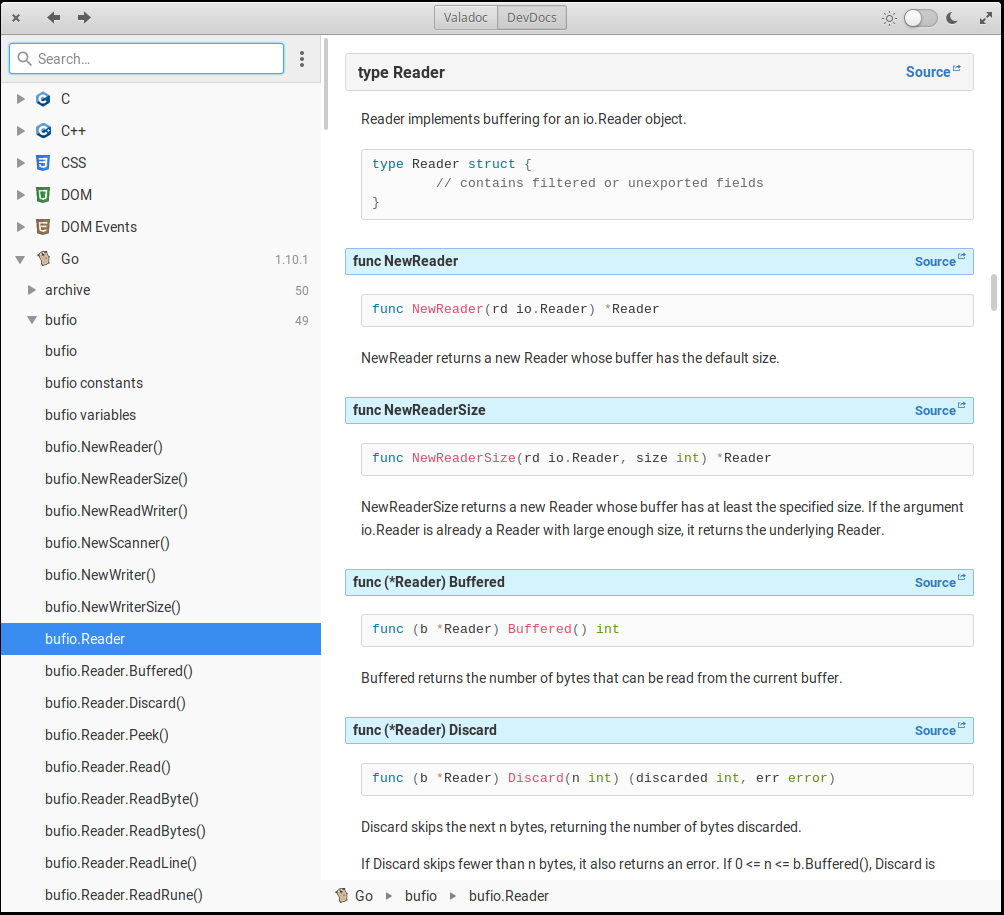 Valadoc DevDocs
Search...
C
C++
CSS
DOM
DOM Events
Go 1.10.1
archive 50
bufio 49
bufio
bufio constants
bufio variables
bufio.NewReader()
bufio.NewReaderSize()
bufio.NewReadWriter()
bufio.NewScanner()
bufio.NewWriter()
bufio.NewWriterSize()
bufio.Reader
bufio.Reader.Buffered()
bufio.Reader.Discard()
bufio.Reader.Peek()
bufio.Reader.Read()
bufio.Reader.ReadByte()
bufio.Reader.ReadBytes()
bufio.Reader.ReadLine()
bufio.Reader.ReadRune()
type Reader Source
Reader implements buffering for an io.Reader object.
type Reader struct {
// contains filtered or unexported fields
}
func NewReader Source
func NewReader(rd io.Reader) *Reader
NewReader returns a new Reader whose buffer has the default size.
func NewReaderSize Source
func NewReaderSize(rd io.Reader, size int) *Reader
NewReaderSize returns a new Reader whose buffer has at least the specified size. If the argument
io.Reader is already a Reader with large enough size, it returns the underlying Reader.
func (*Reader) Buffered Source
func (b *Reader) Buffered() int
Buffered returns the number of bytes that can be read from the current buffer.
func (*Reader) Discard Source
func (b *Reader) Discard(n int) (discarded int, err error)
Discard skips the next n bytes, returning the number of bytes discarded.
If Discard skips fewer than n bytes, it also returns an error. If 0 <= n <= b.Buffered(), Discard is
Go bufio bufio.Reader